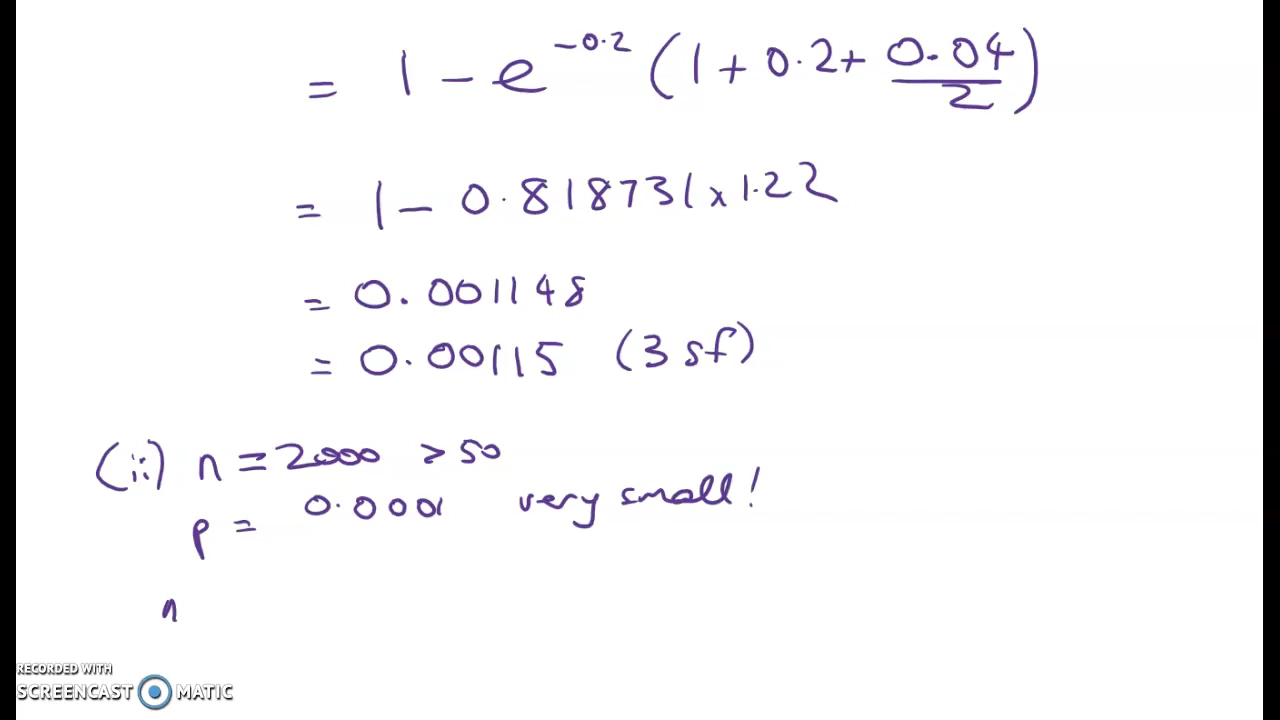 = 1 - e^{-0.2} (1 + 0.2 + \frac{0.04}{2})
= 1 - 0.818731 x 1.22
= 0.001148
= 0.00115 (3 sf)
(ii) n = 2000 > 50
p = 0.0001 very small!
n
RECORDED WITH
SCREENCAST MATIC